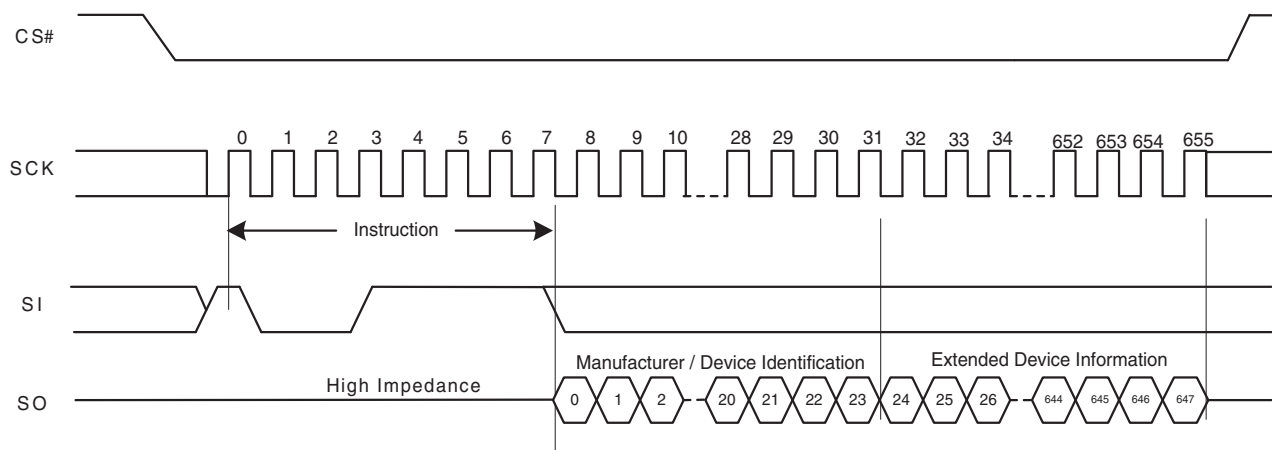 CS#
0 1 2 3 4 5 6 7 8 9 10 28 29 30 31 32 33 34 652 653 654 655
SCK
Instruction
SI
Manufacturer / Device Identification Extended Device Information
High Impedance
SO 0 1 2 20 21 22 23 24 25 26 644 645 646 647